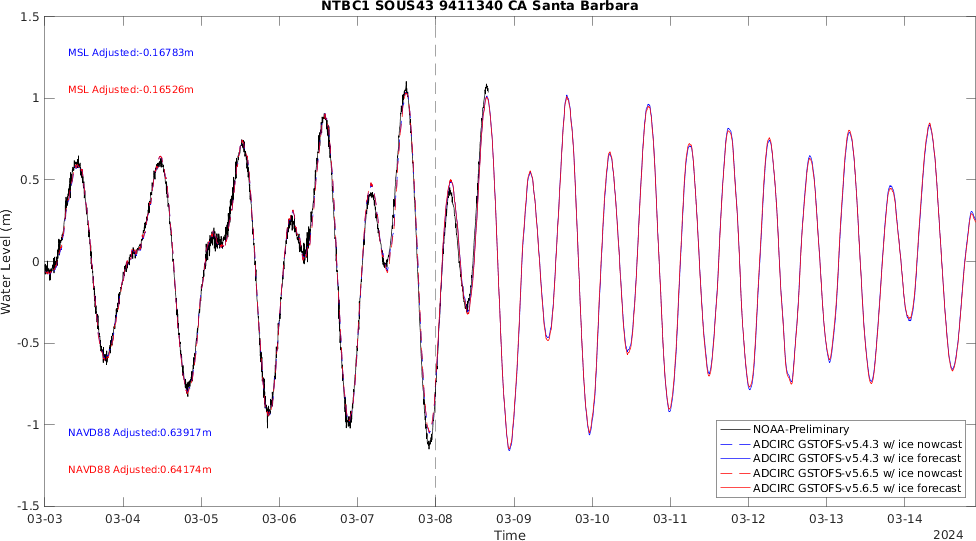 NTBC1 SOUS43 9411340 CA Santa Barbara
1.5
MSL Adjusted:-0.16783m
MSL Adjusted:-0.16526m
1
0.5
Water Level (m)
0
-0.5
-1
NAVD88 Adjusted:0.63917m
NAVD88 Adjusted:0.64174m
NOAA-Preliminary
ADCIRC GSTOFS-v5.4.3 w/ ice nowcast
ADCIRC GSTOFS-v5.4.3 w/ ice forecast
ADCIRC GSTOFS-v5.6.5 w/ ice nowcast
ADCIRC GSTOFS-v5.6.5 w/ ice forecast
-1.5
03-03 03-04 03-05 03-06 03-07 03-08 03-09 03-10 03-11 03-12 03-13 03-14
Time
2024